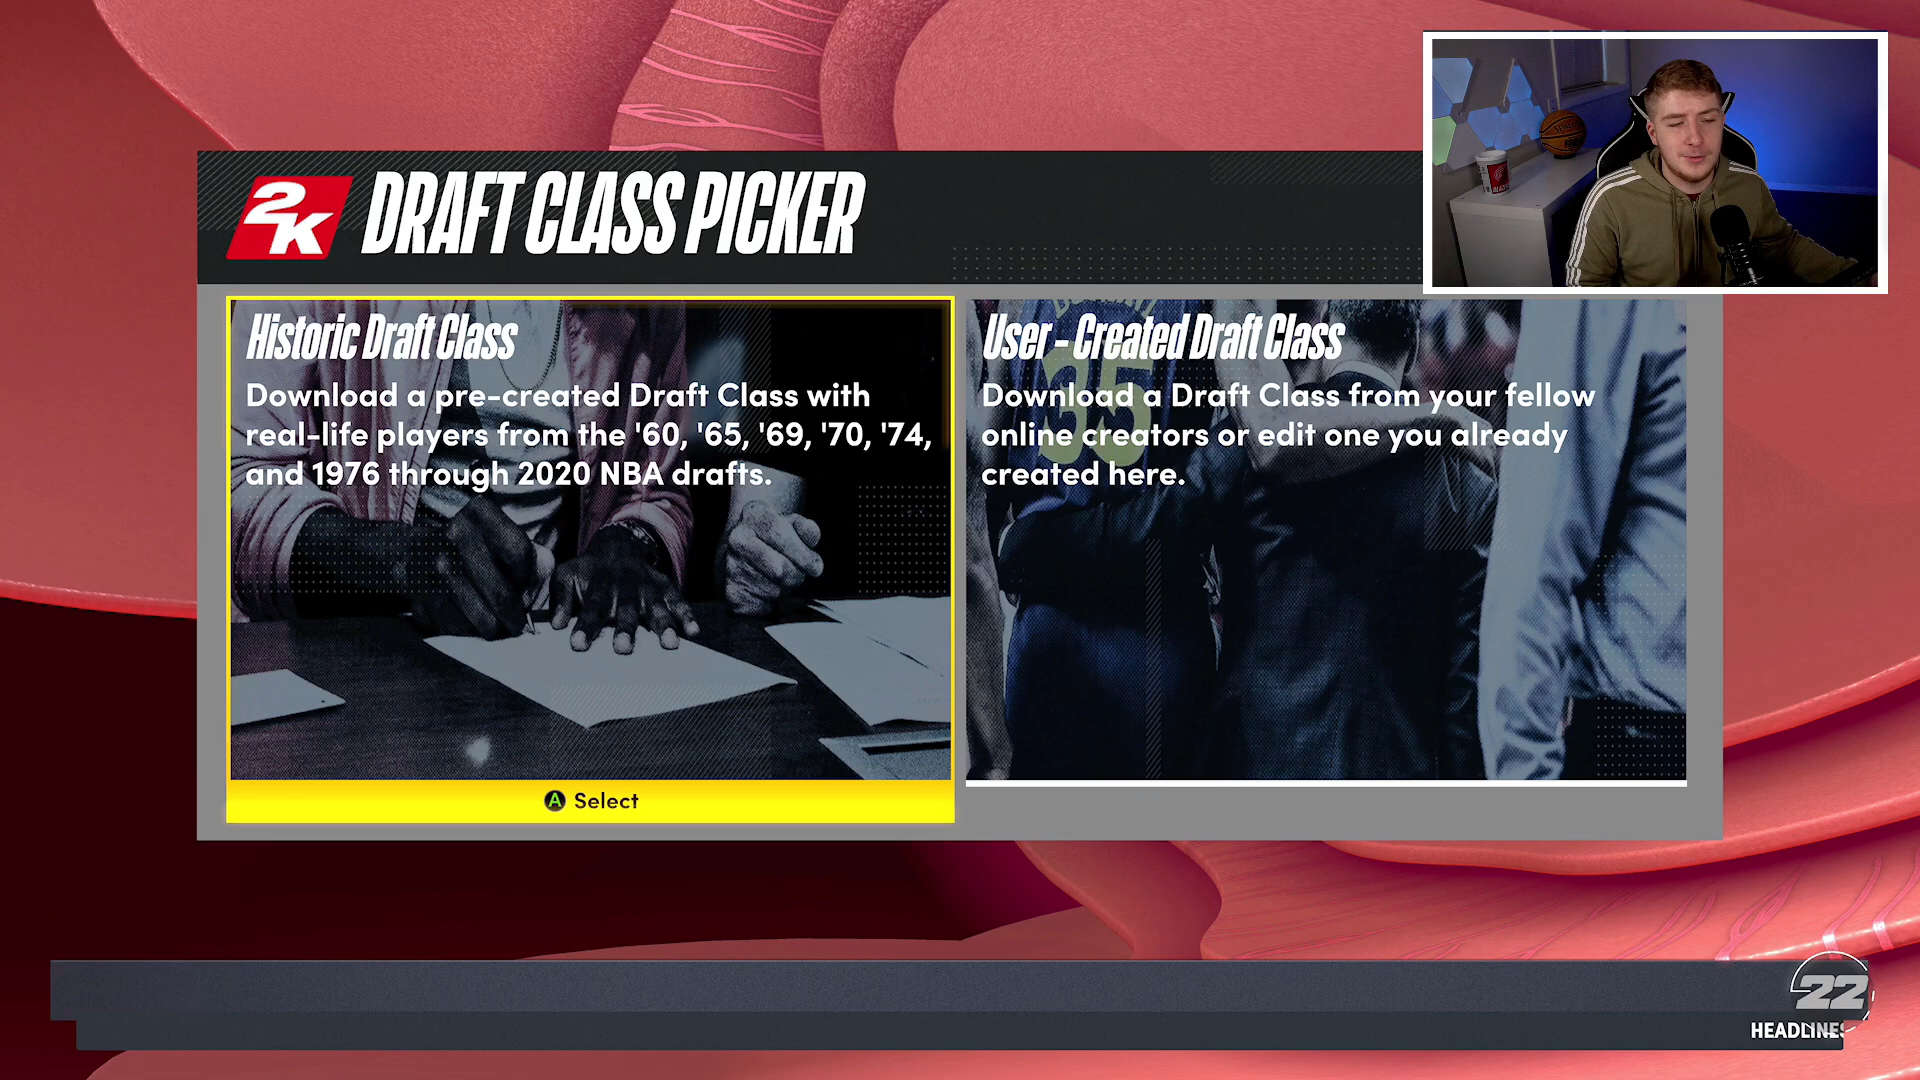 2K DRAFT CLASS PICKER
Historic Draft Class
Download a pre-created Draft Class with
real-life players from the '60, '65, '69, '70, '74,
and 1976 through 2020 NBA drafts.
A Select
User - Created Draft Class
35
Download a Draft Class from your fellow
online creators or edit one you already
created here.
22
HEADLINES